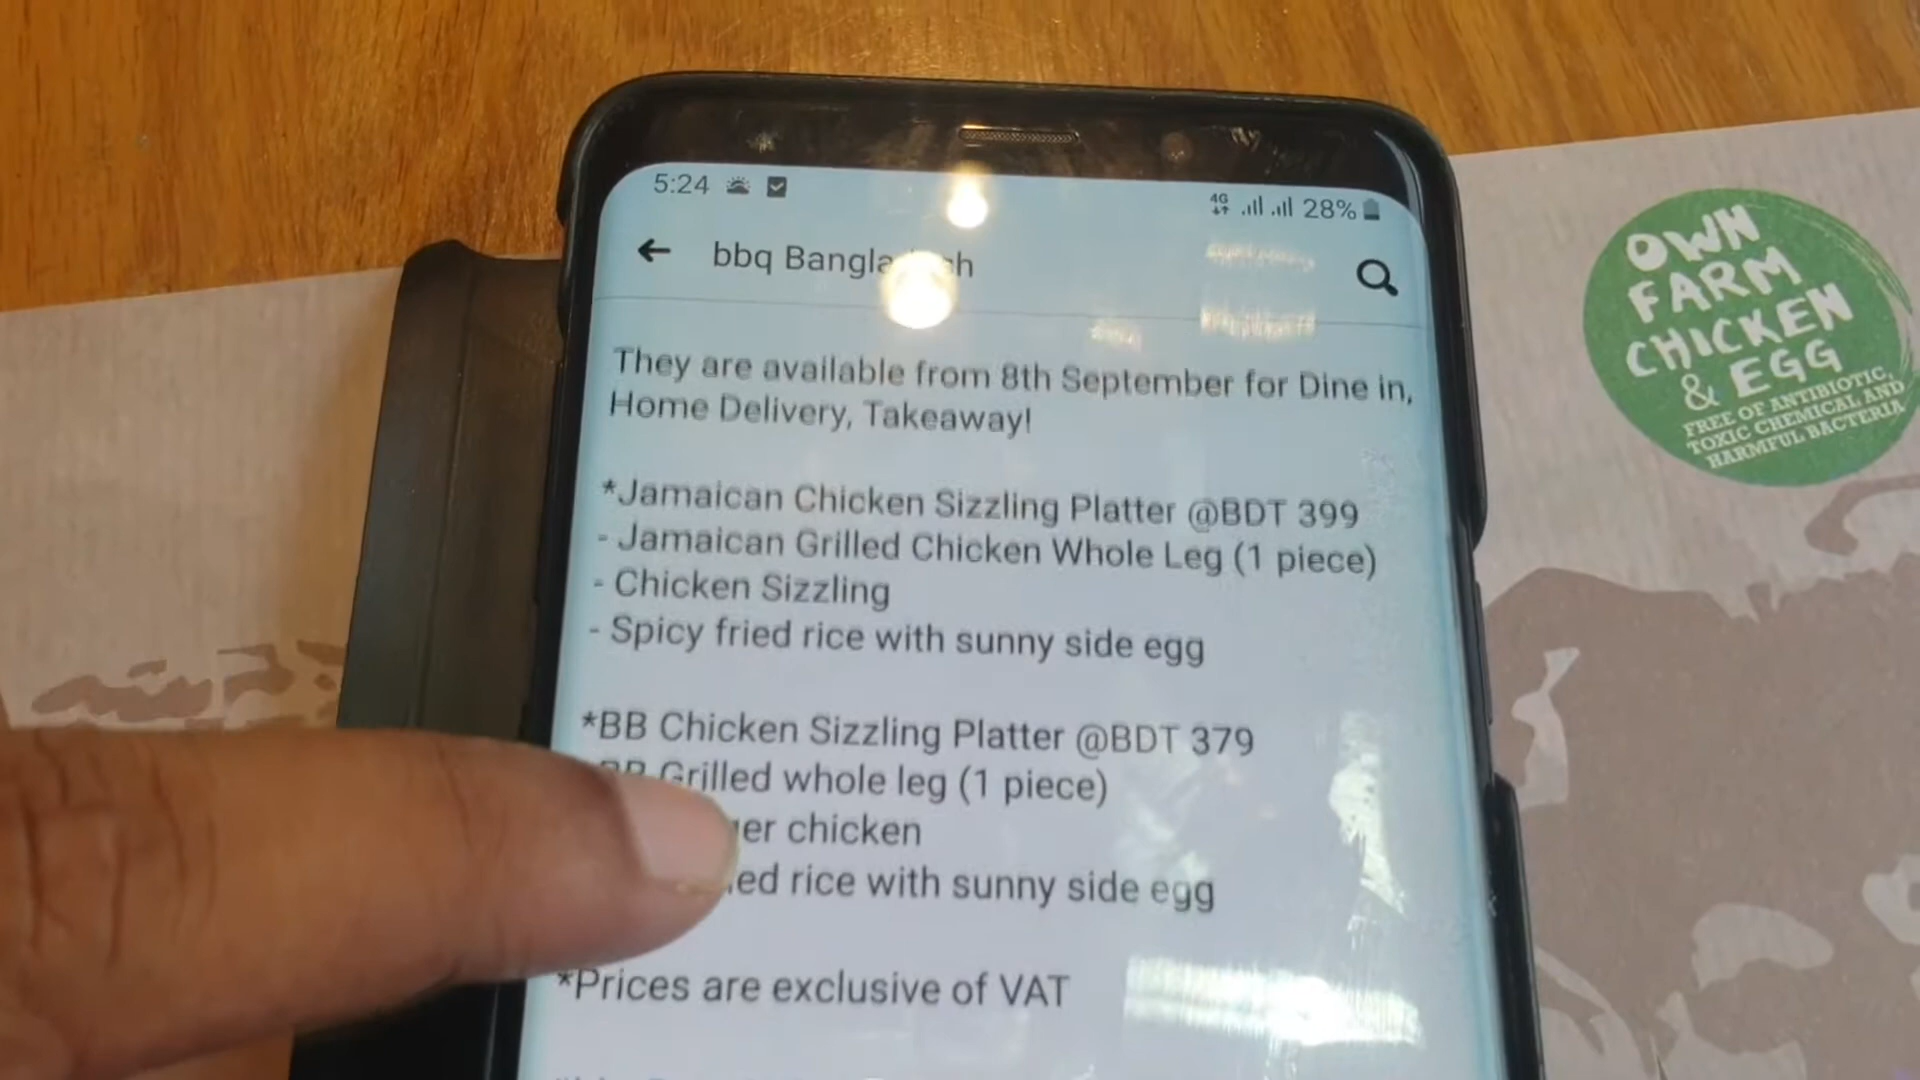 5:24
4G 28%
bbq
They are available from 8th September for Dine in,
Home Delivery, Takeaway!
*Jamaican Chicken Sizzling Platter @BDT 399
- Jamaican Grilled Chicken Whole Leg (1 piece)
- Chicken Sizzling
- Spicy fried rice with sunny side egg
*BB Chicken Sizzling Platter @BDT 379
Grilled whole leg (1 piece)
chicken
rice with sunny side egg
*Prices are exclusive of VAT
OWN
FARM
CHICKEN
& EGG
FREE OF ANTIBIOTIC,
TOXIC CHEMICAL AND
HARMFUL BACTERIA